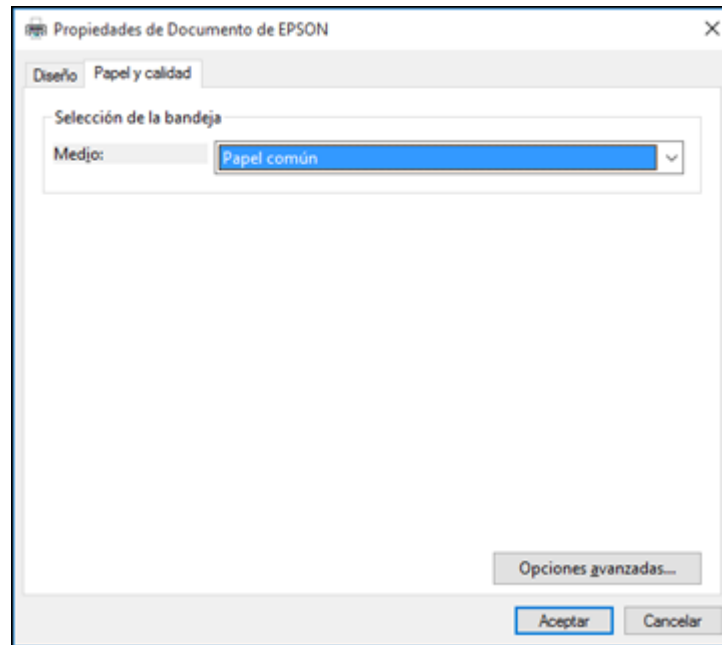 Propiedades de Documento de EPSON
Diseño Papel y calidad
Selección de la bandeja
Medio: Papel común
Opciones avanzadas...
Aceptar Cancelar